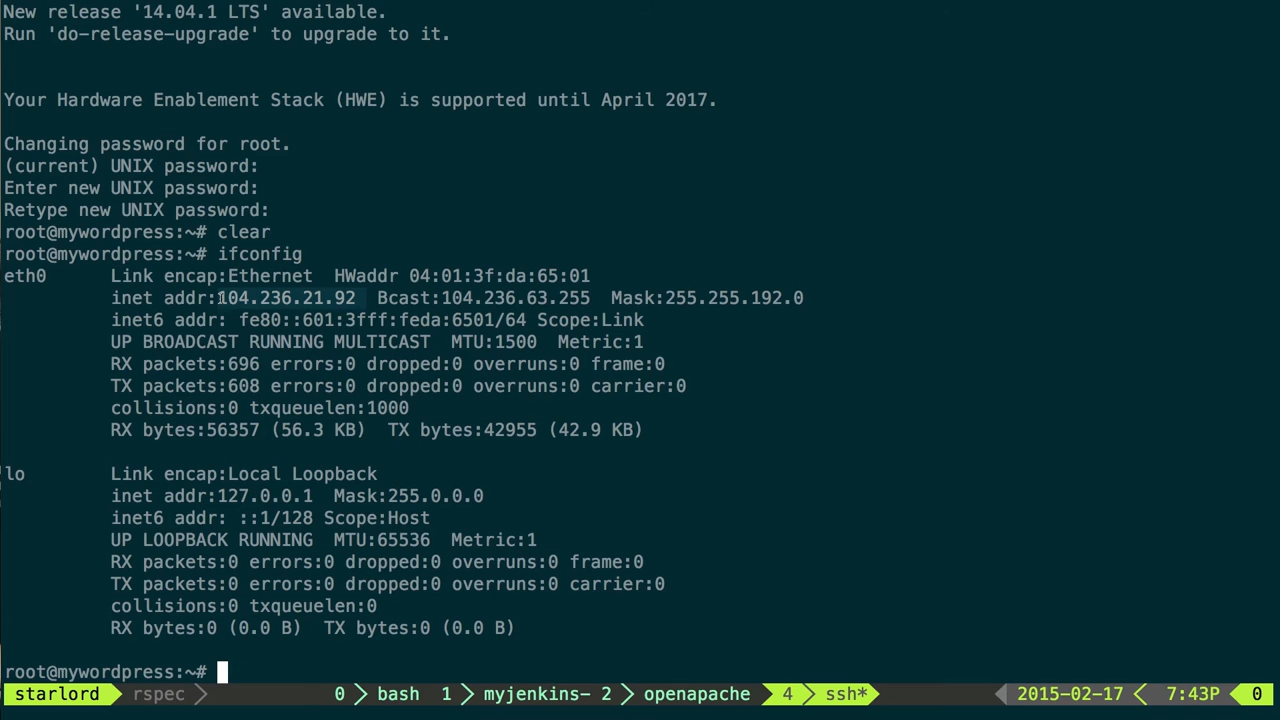 New release '14.04.1 LTS' available.
Run 'do-release-upgrade' to upgrade to it.
Your Hardware Enablement Stack (HWE) is supported until April 2017.
Changing password for root.
(current) UNIX password:
Enter new UNIX password:
Retype new UNIX password:
root@mywordpress:~# clear
root@mywordpress:~# ifconfig
eth0      Link encap:Ethernet  HWaddr 04:01:3f:da:65:01
          inet addr:104.236.21.92  Bcast:104.236.63.255  Mask:255.255.192.0
          inet6 addr: fe80::601:3fff:feda:6501/64 Scope:Link
          UP BROADCAST RUNNING MULTICAST  MTU:1500  Metric:1
          RX packets:696 errors:0 dropped:0 overruns:0 frame:0
          TX packets:608 errors:0 dropped:0 overruns:0 carrier:0
          collisions:0 txqueuelen:1000
          RX bytes:56357 (56.3 KB)  TX bytes:42955 (42.9 KB)
lo        Link encap:Local Loopback
          inet addr:127.0.0.1  Mask:255.0.0.0
          inet6 addr: ::1/128 Scope:Host
          UP LOOPBACK RUNNING  MTU:65536  Metric:1
          RX packets:0 errors:0 dropped:0 overruns:0 frame:0
          TX packets:0 errors:0 dropped:0 overruns:0 carrier:0
          collisions:0 txqueuelen:0
          RX bytes:0 (0.0 B)  TX bytes:0 (0.0 B)
root@mywordpress:~#
starlord rspec 0 bash 1 myjenkins- 2 openapache 4 ssh* 2015-02-17 7:43P 0